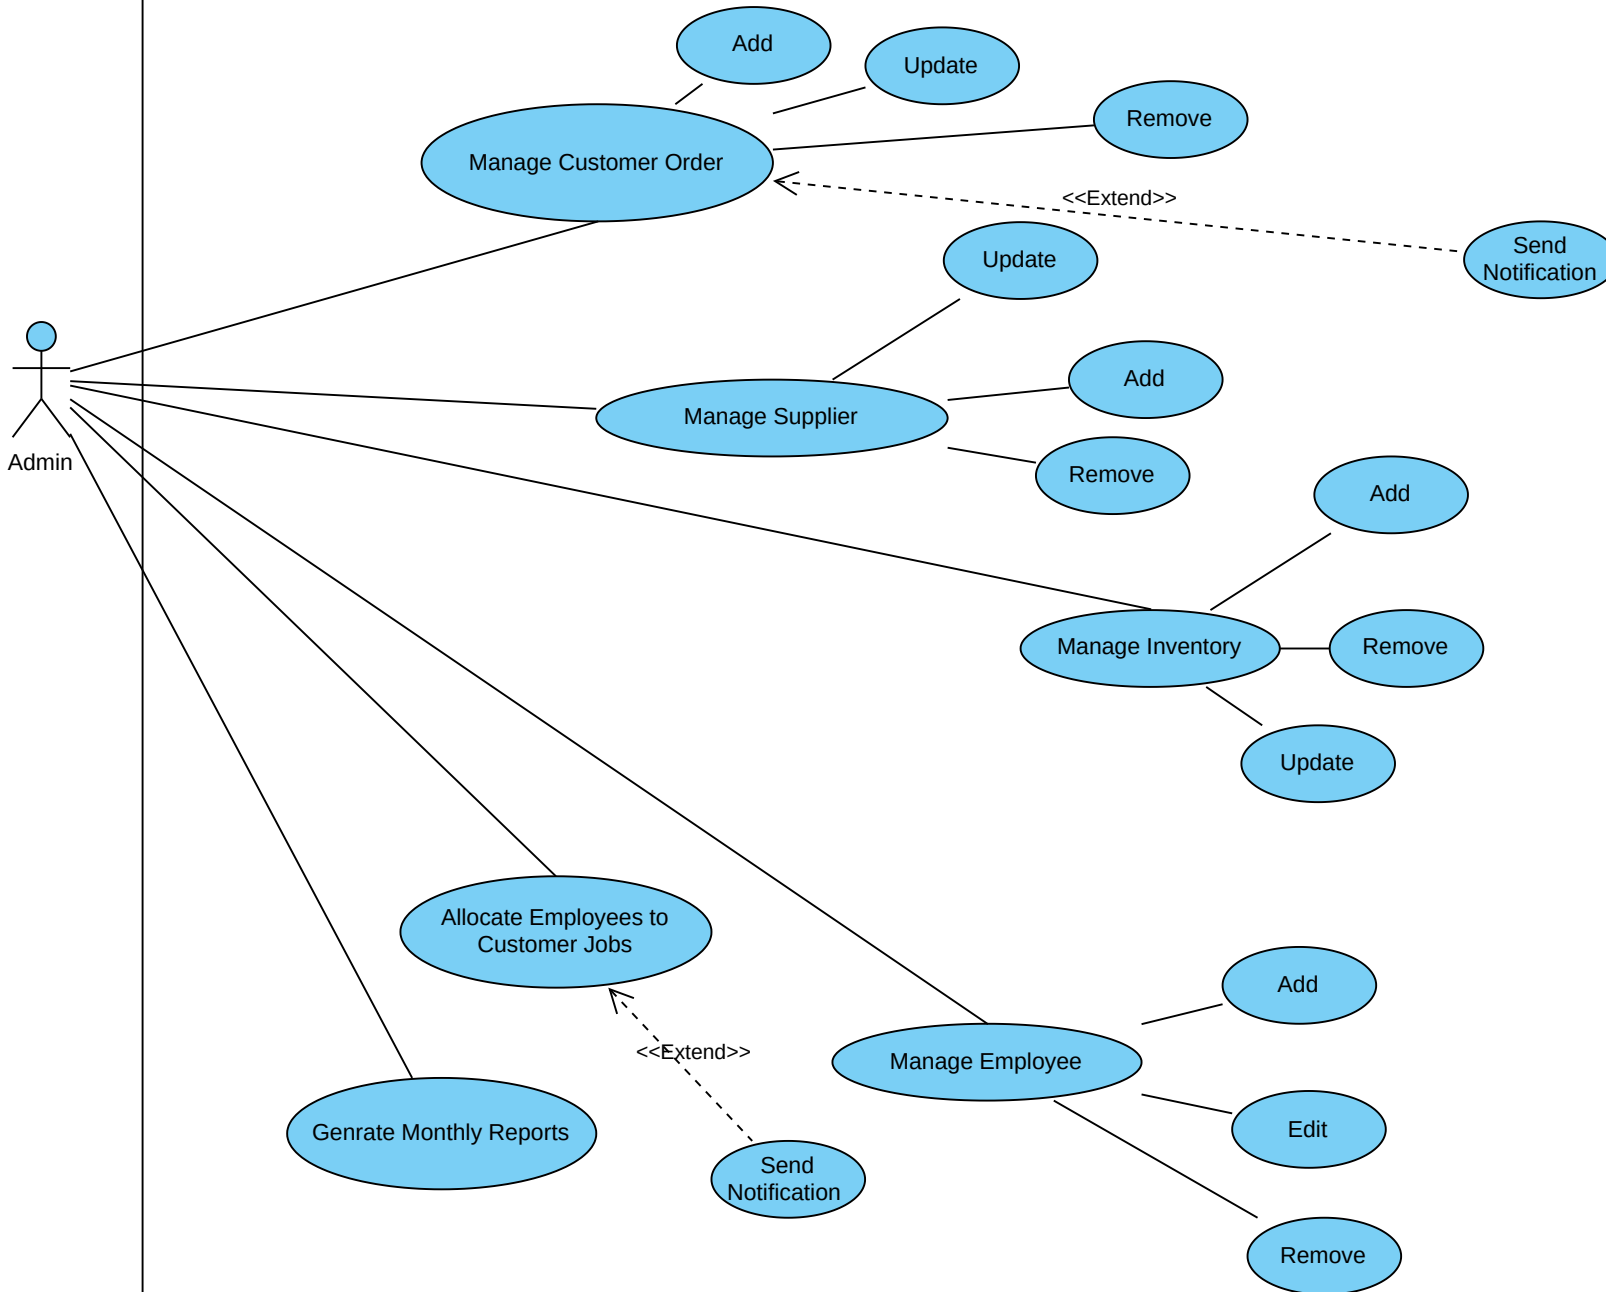 Add
Update
Remove
Manage Customer Order
<<Extend>>
Send
Notification
Update
Add
Manage Supplier
Remove
Admin
Add
Manage Inventory
Remove
Update
Allocate Employees to
Customer Jobs
Add
<<Extend>>
Manage Employee
Genrate Monthly Reports
Edit
Send
Notification
Remove